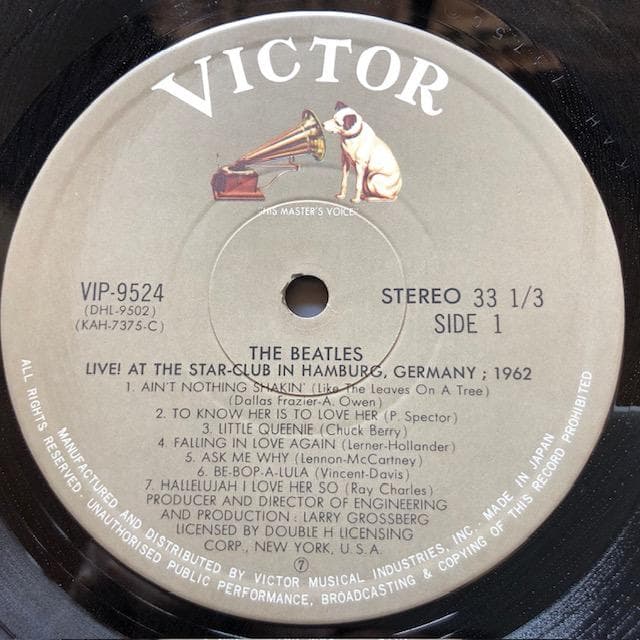 VICTOR
"HIS MASTER'S VOICE"
VIP-9524
(DHL-9502)
(KAH-7375-C)
STEREO 33 1/3
SIDE 1
THE BEATLES
LIVE! AT THE STAR-CLUB IN HAMBURG, GERMANY ; 1962
1. AIN'T NOTHING SHAKIN' (Like The Leaves On A Tree)
(Dallas Frazier-A. Owen)
2. TO KNOW HER IS TO LOVE HER (P. Spector)
3. LITTLE QUEENIE (Chuck Berry)
4. FALLING IN LOVE AGAIN (Lerner-Hollander)
5. ASK ME WHY (Lennon-McCartney)
6. BE-BOP-A-LULA (Vincent-Davis)
7. HALLELUJAH I LOVE HER SO (Ray Charles)
PRODUCER AND DIRECTOR OF ENGINEERING
AND PRODUCTION : LARRY GROSSBERG
LICENSED BY DOUBLE H LICENSING
CORP., NEW YORK, U.S.A.
7
MANUFACTURED AND DISTRIBUTED BY VICTOR MUSICAL INDUSTRIES, INC. MADE IN JAPAN
ALL RIGHTS RESERVED. UNAUTHORISED PUBLIC PERFORMANCE, BROADCASTING & COPYING OF THIS RECORD PROHIBITED